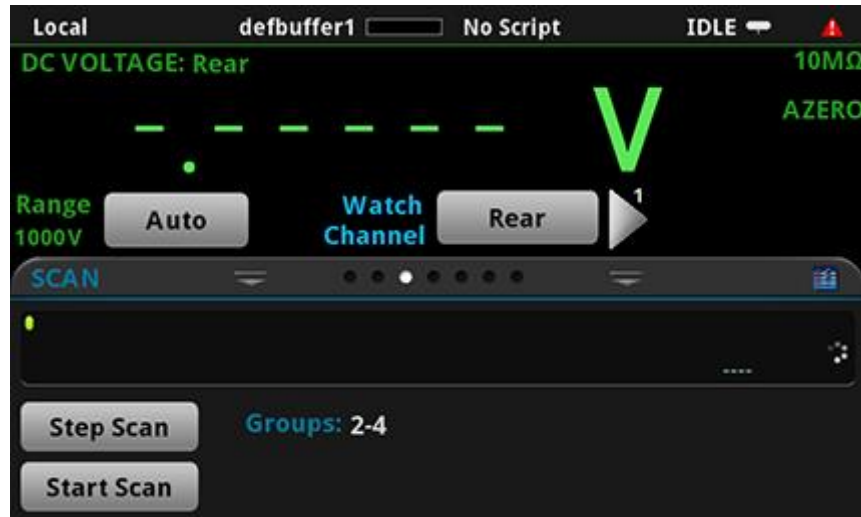 Local defbuffer1 No Script IDLE
DC VOLTAGE: Rear 10MΩ
AZERO
-.----- V
Range Auto Watch Rear 1
1000V Channel
SCAN
----
Step Scan Groups: 2-4
Start Scan